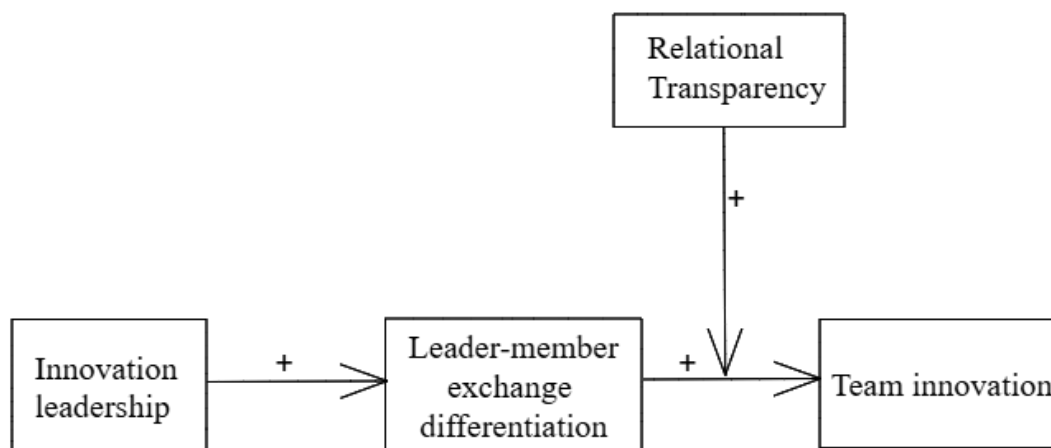 Relational
Transparency
+
+
+
Innovation
leadership
Leader-member
exchange
differentiation
Team innovation